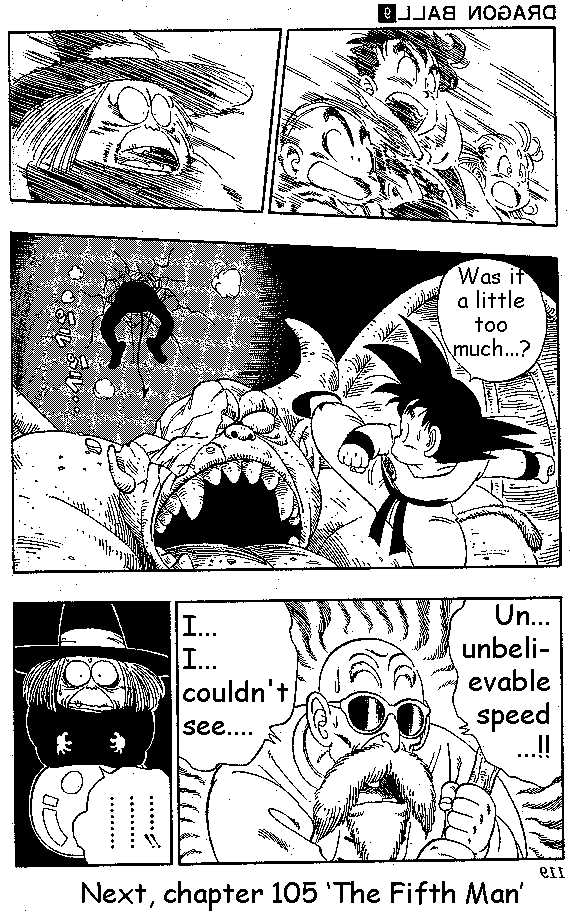 DRAGON BALL 9
Was it
a little
too
much...?
I...
I...
couldn't
see....
Un...
unbeli-
evable
speed
...!!
......!!
119
Next, chapter 105 ‘The Fifth Man’